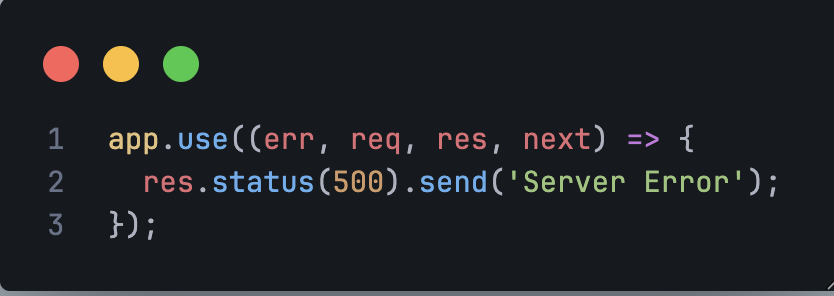 1 app.use((err, req, res, next) => {
2   res.status(500).send('Server Error');
3 });